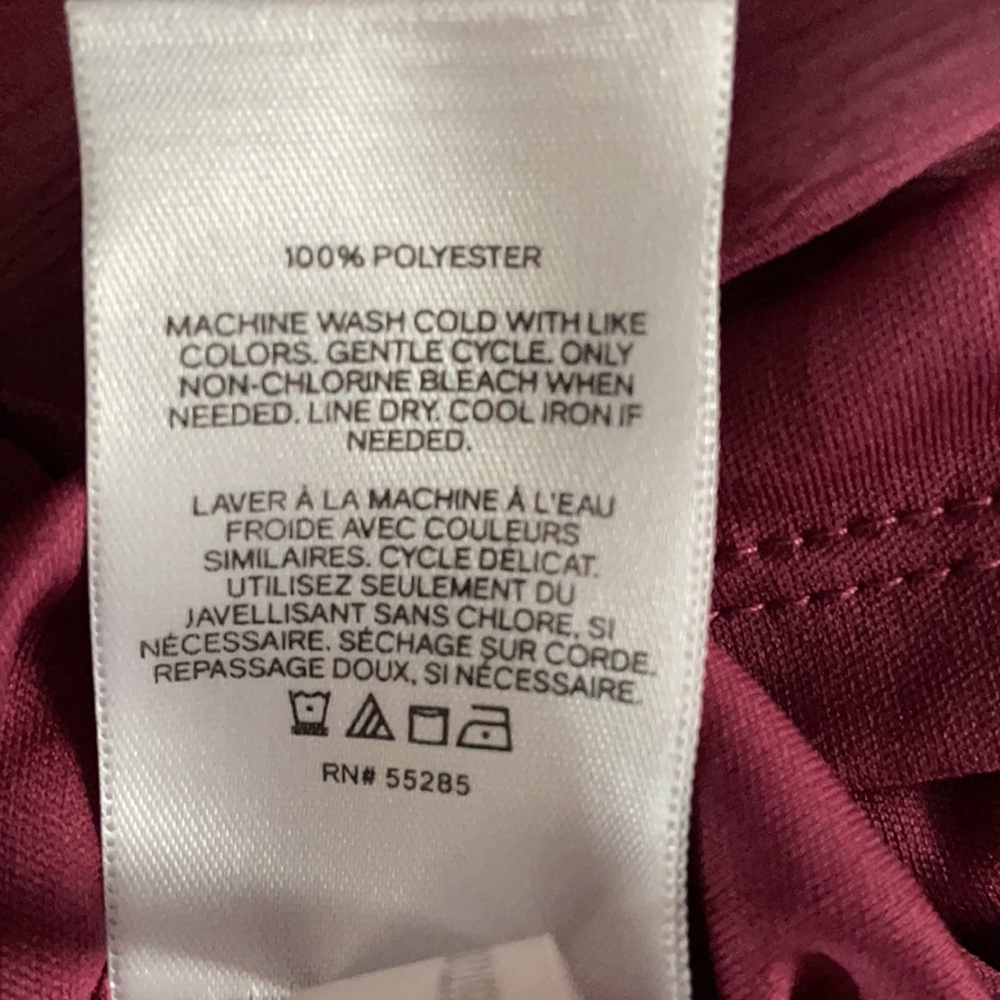 100% POLYESTER
MACHINE WASH COLD WITH LIKE
COLORS. GENTLE CYCLE. ONLY
NON-CHLORINE BLEACH WHEN
NEEDED. LINE DRY. COOL IRON IF
NEEDED.
LAVER À LA MACHINE À L'EAU
FROIDE AVEC COULEURS
SIMILAIRES. CYCLE DÉLICAT.
UTILISEZ SEULEMENT DU
JAVELLISANT SANS CHLORE, SI
NÉCESSAIRE. SÉCHAGE SUR CORDE.
REPASSAGE DOUX, SI NÉCESSAIRE.
RN# 55285